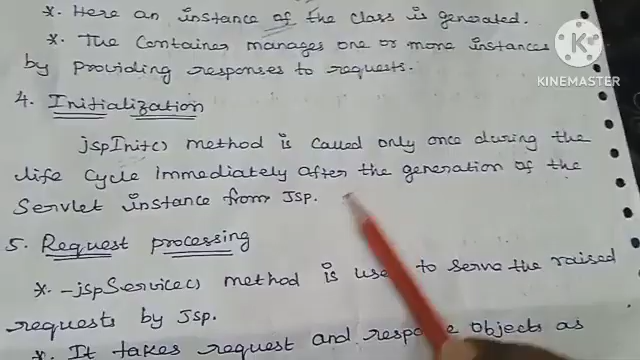 *. Here an instance of the class is generated.
*. The Container manages one or more instances
by providing responses to requests.
KINEMASTER
4. Initialization
jspInit() method is called only once during the
life cycle immediately after the generation of the
Servlet instance from JSP.
5. Request processing
*. -jspService() method is used to serve the raised
requests by JSP.
*. It takes request and response objects as